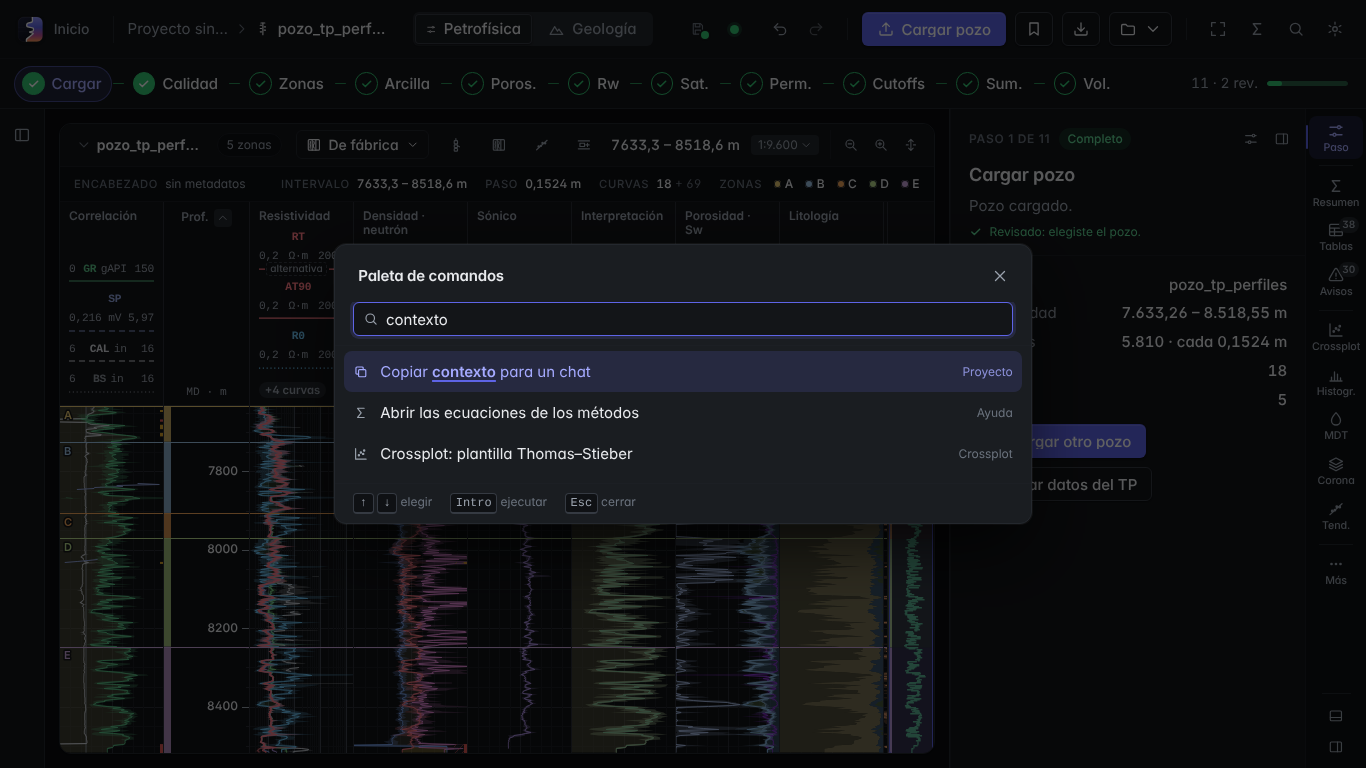 Inicio
Proyecto sin...
pozo_tp_perf...
Petrofísica
Geología
Cargar pozo
Cargar
Calidad
Zonas
Arcilla
Poros.
Rw
Sat.
Perm.
Cutoffs
Sum.
Vol.
11 · 2 rev.
pozo_tp_perf...
5 zonas
De fábrica
7633,3 – 8518,6 m
1:9.600
ENCABEZADO sin metadatos
INTERVALO 7633,3 – 8518,6 m
PASO 0,1524 m
CURVAS 18 + 69
ZONAS A B C D E
Correlación
Prof.
Resistividad
Densidad ·
neutrón
Sónico
Interpretación
Porosidad ·
Sw
Litología
0 GR gAPI 150
SP
0,216 mV 5,97
6 CAL in 16
6 BS in 16
MD · m
RT
0,2 Ω·m 200
alternativa
AT90
0,2 Ω·m 200
R0
0,2 Ω·m 200
+4 curvas
A
B
C
D
E
7800
8000
8200
8400
Paleta de comandos
contexto
Copiar contexto para un chat
Proyecto
Abrir las ecuaciones de los métodos
Ayuda
Crossplot: plantilla Thomas–Stieber
Crossplot
↑ ↓ elegir Intro ejecutar Esc cerrar
PASO 1 DE 11
Completo
Cargar pozo
Pozo cargado.
Revisado: elegiste el pozo.
pozo_tp_perfiles
dad 7.633,26 – 8.518,55 m
s 5.810 · cada 0,1524 m
18
5
rgar otro pozo
ar datos del TP
Paso
Resumen
38
Tablas
30
Avisos
Crossplot
Histogr.
MDT
Corona
Tend.
Más